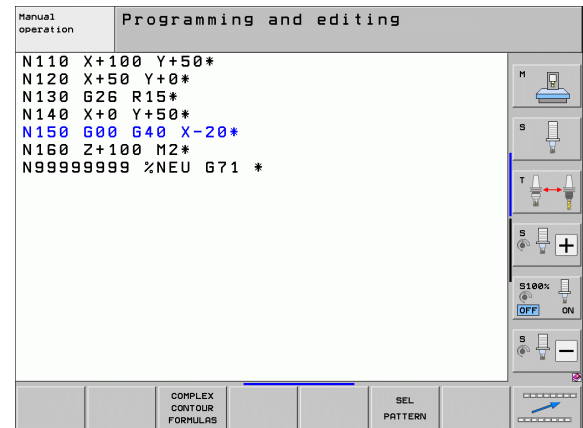 Manual
operation
Programming and editing
N110 X+100 Y+50*
N120 X+50 Y+0*
N130 G26 R15*
N140 X+0 Y+50*
N150 G00 G40 X-20*
N160 Z+100 M2*
N99999999 %NEU G71 *
M
S
T
S
+
S100%
OFF ON
S
-
COMPLEX
CONTOUR
FORMULAS
SEL
PATTERN